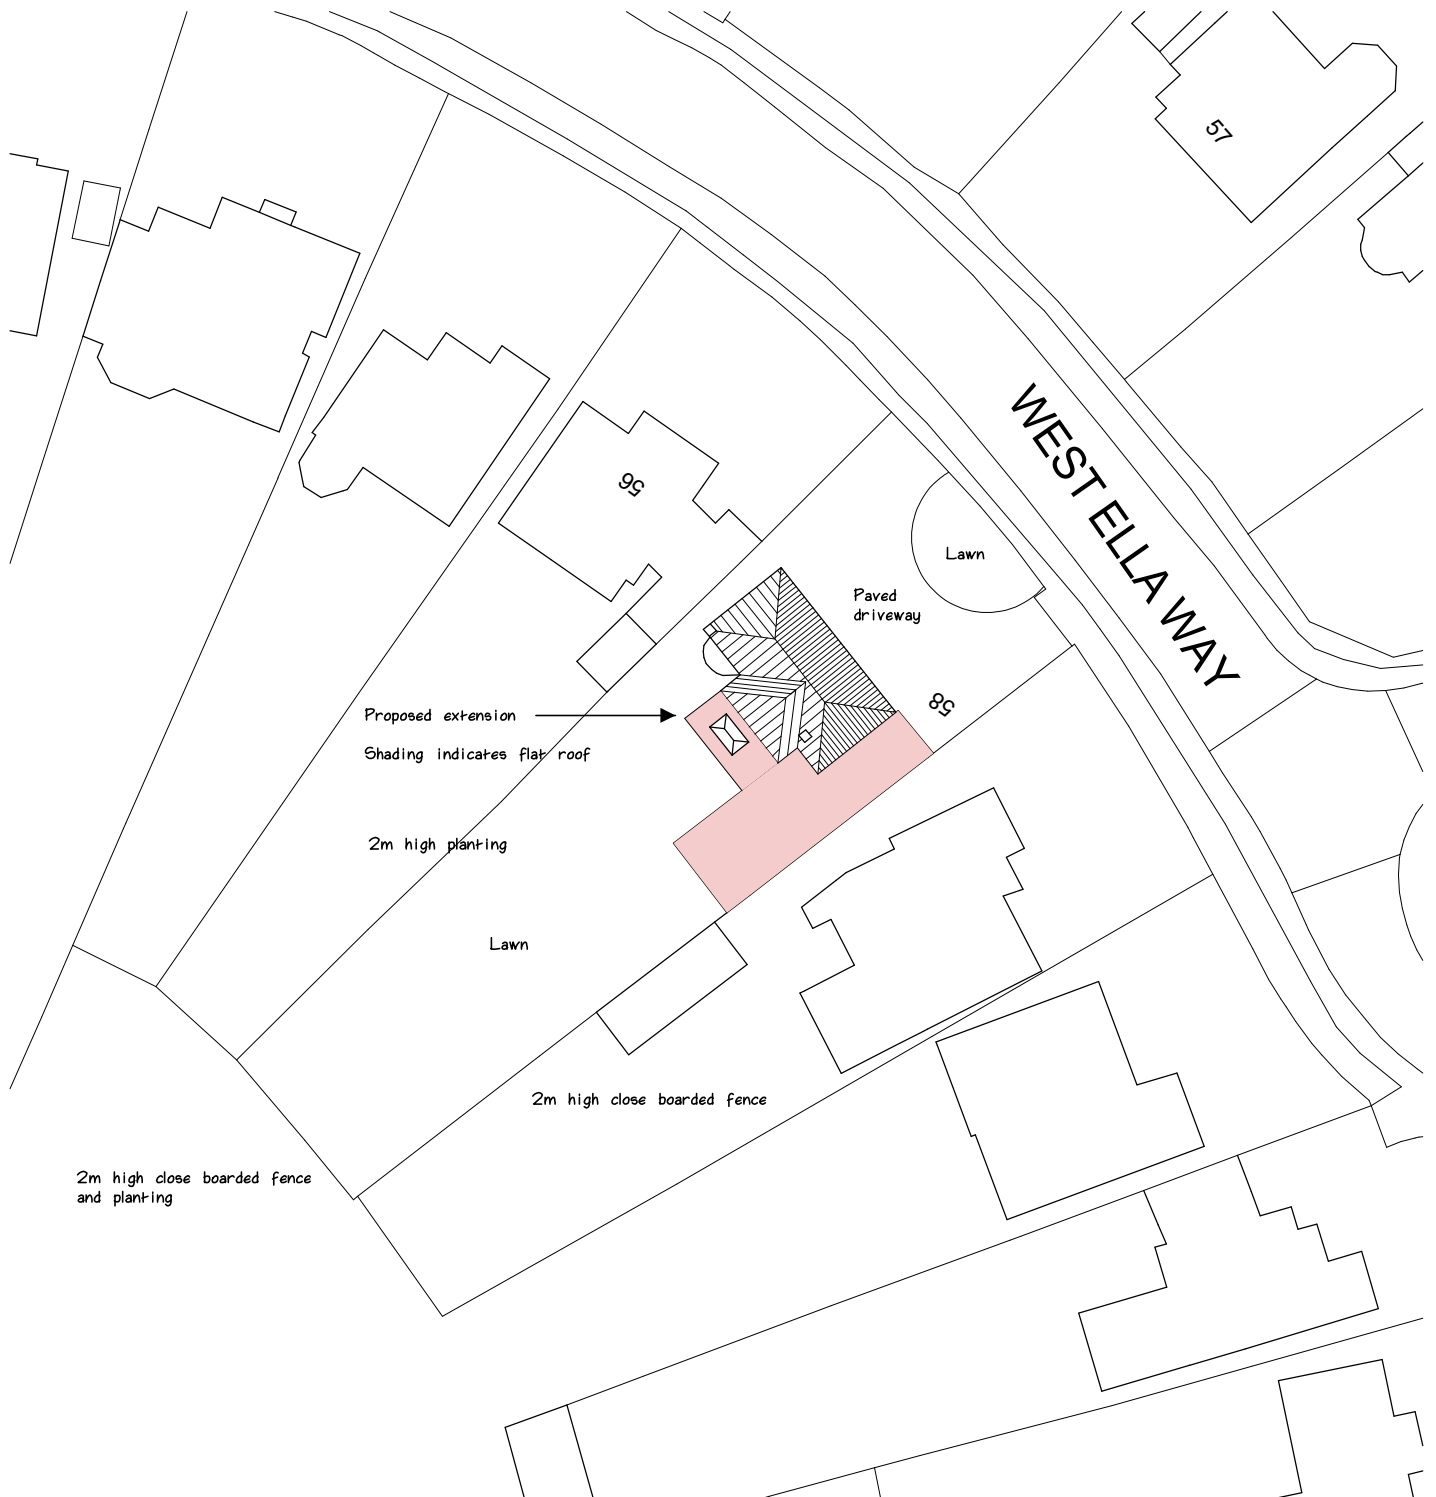 57
WEST ELLA WAY
56
Lawn
Paved
driveway
58
Proposed extension
Shading indicates flat roof
2m high planting
Lawn
2m high close boarded fence
2m high close boarded fence
and planting